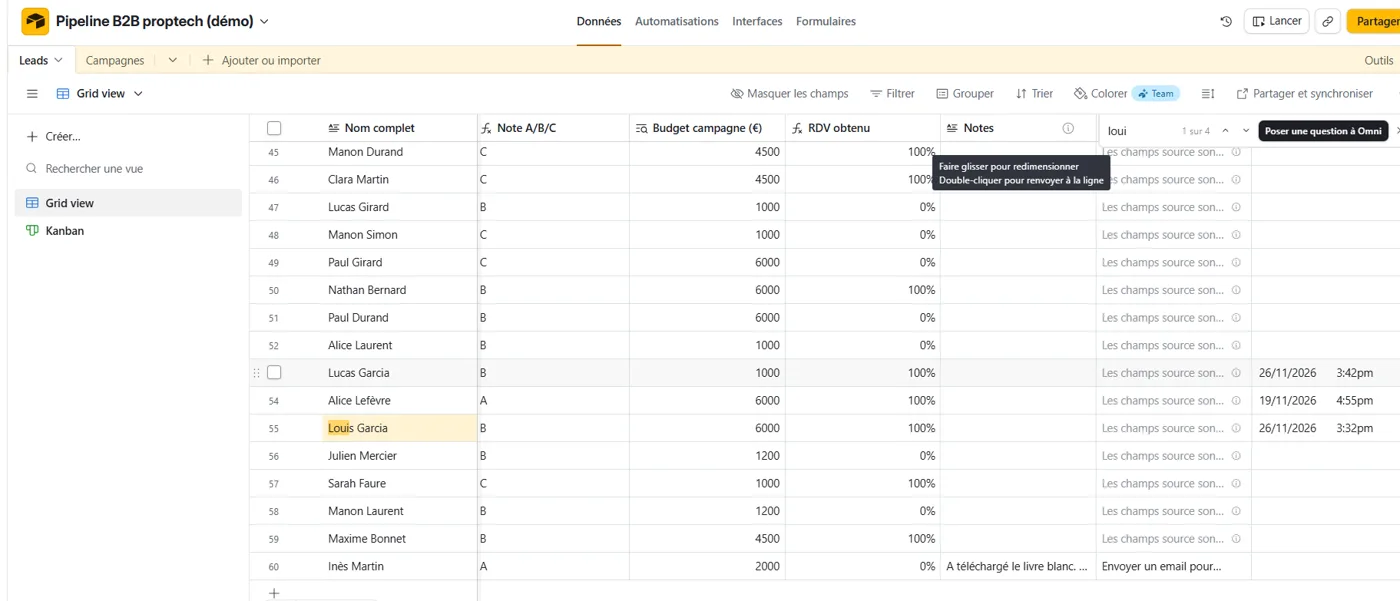 Pipeline B2B proptech (démo)
Données Automatisations Interfaces Formulaires
Lancer
Partager
Leads Campagnes Ajouter ou importer Outils
Grid view Masquer les champs Filtrer Grouper Trier Colorer Team Partager et synchroniser
Créer...
Rechercher une vue
Grid view
Kanban
Nom complet Note A/B/C Budget campagne (€) RDV obtenu Notes
loui 1 sur 4 Poser une question à Omni
Faire glisser pour redimensionner
Double-cliquer pour renvoyer à la ligne
45 Manon Durand C 4500 100% Les champs source son...
46 Clara Martin C 4500 100% Les champs source son...
47 Lucas Girard B 1000 0% Les champs source son...
48 Manon Simon C 1000 0% Les champs source son...
49 Paul Girard C 6000 0% Les champs source son...
50 Nathan Bernard B 6000 100% Les champs source son...
51 Paul Durand B 6000 0% Les champs source son...
52 Alice Laurent B 1000 0% Les champs source son...
Lucas Garcia B 1000 100% Les champs source son... 26/11/2026 3:42pm
54 Alice Lefèvre A 6000 100% Les champs source son... 19/11/2026 4:55pm
55 Louis Garcia B 6000 100% Les champs source son... 26/11/2026 3:32pm
56 Julien Mercier B 1200 0% Les champs source son...
57 Sarah Faure C 1000 100% Les champs source son...
58 Manon Laurent B 1200 0% Les champs source son...
59 Maxime Bonnet B 4500 100% Les champs source son...
60 Inès Martin A 2000 0% A téléchargé le livre blanc. ... Envoyer un email pour...